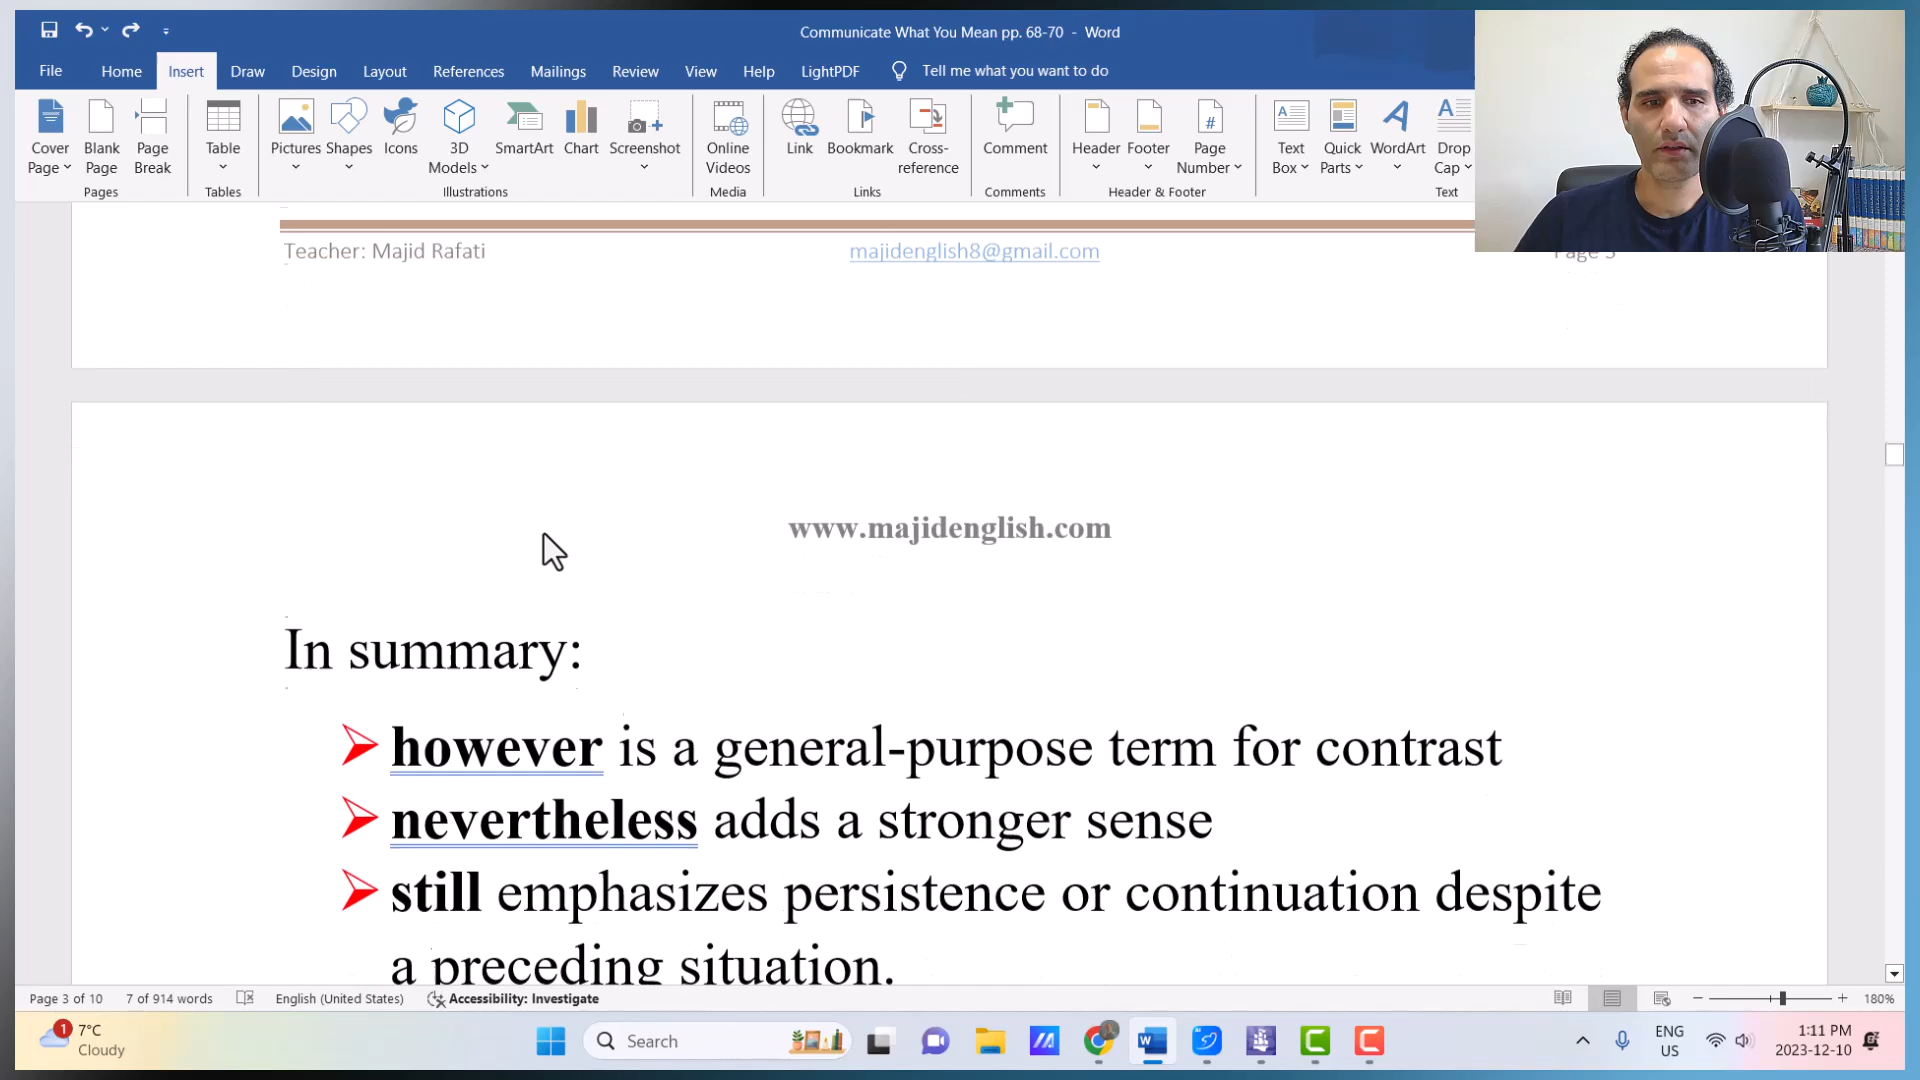 Communicate What You Mean pp. 68-70 - Word
File Home Insert Draw Design Layout References Mailings Review View Help LightPDF Tell me what you want to do
Cover Page Blank Page Page Break Table Pictures Shapes Icons 3D Models SmartArt Chart Screenshot Online Videos Link Bookmark Cross-reference Comment Header Footer Page Number Text Box Quick Parts WordArt Drop Cap
Pages Tables Illustrations Media Links Comments Header & Footer Text
Teacher: Majid Rafati majidenglish8@gmail.com Page 3
www.majidenglish.com
In summary:
however is a general-purpose term for contrast
nevertheless adds a stronger sense
still emphasizes persistence or continuation despite
a preceding situation.
Page 3 of 10 7 of 914 words English (United States) Accessibility: Investigate 180%
1 7°C Search ENG 1:11 PM
Cloudy US 2023-12-10